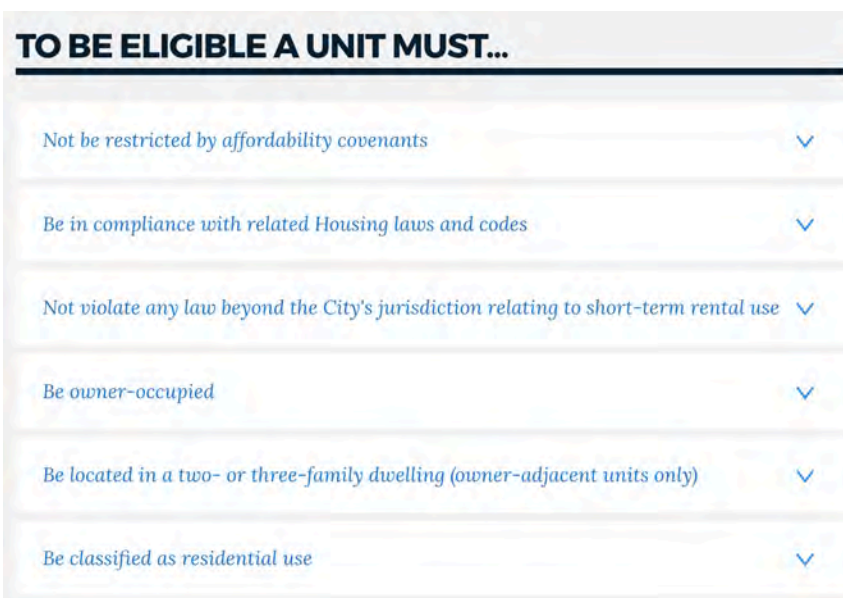 TO BE ELIGIBLE A UNIT MUST...
Not be restricted by affordability covenants
Be in compliance with related Housing laws and codes
Not violate any law beyond the City's jurisdiction relating to short-term rental use
Be owner-occupied
Be located in a two- or three-family dwelling (owner-adjacent units only)
Be classified as residential use